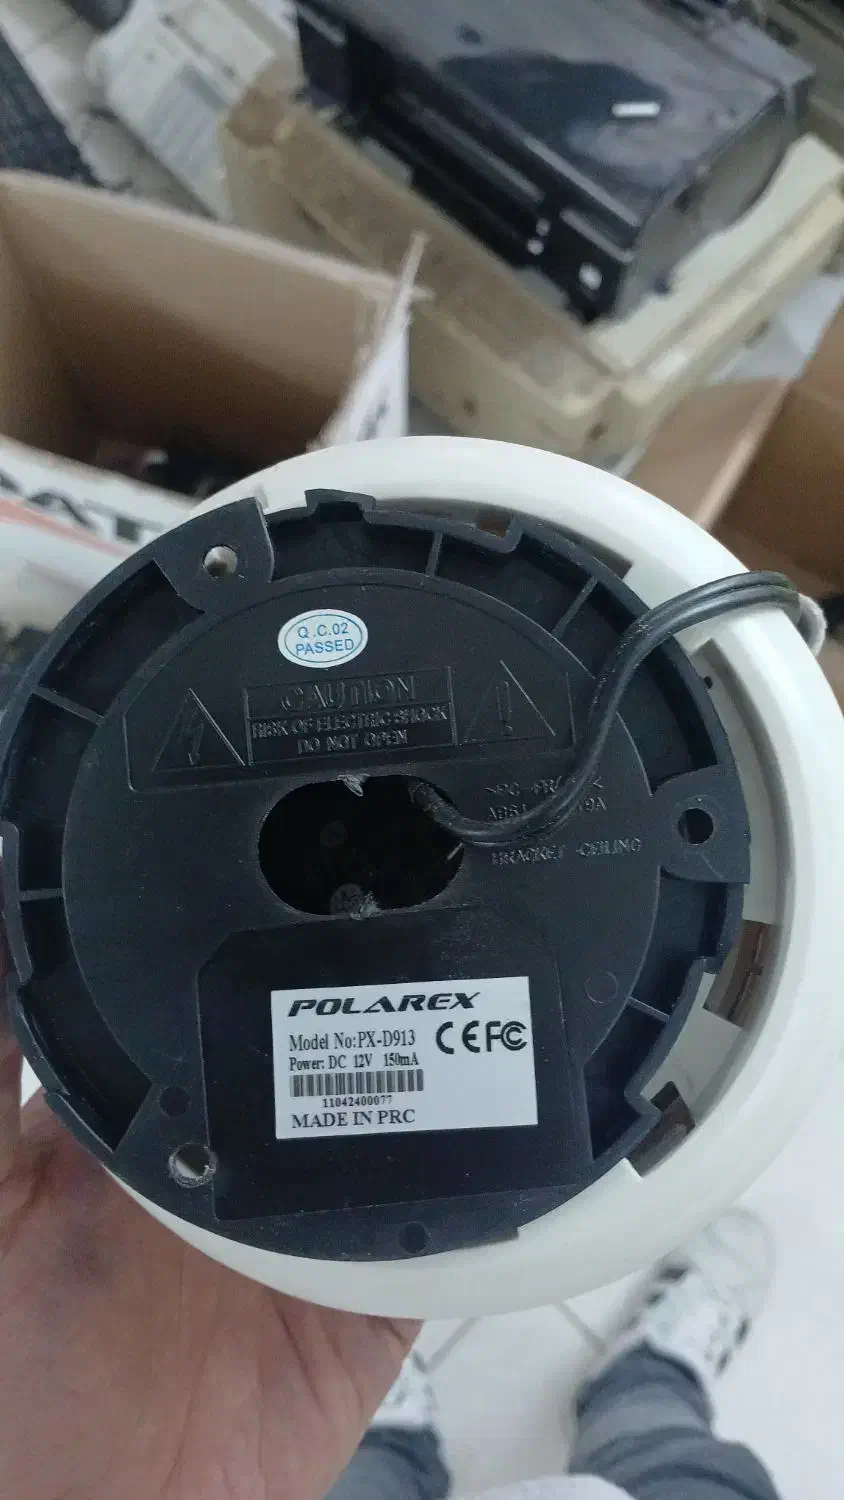 Q.C.02
PASSED
CAUTION
RISK OF ELECTRIC SHOCK
DO NOT OPEN
BRACKET -CEILING
POLAREX
Model No:PX-D913
CE FC
Power: DC 12V 150mA
11042400077
MADE IN PRC